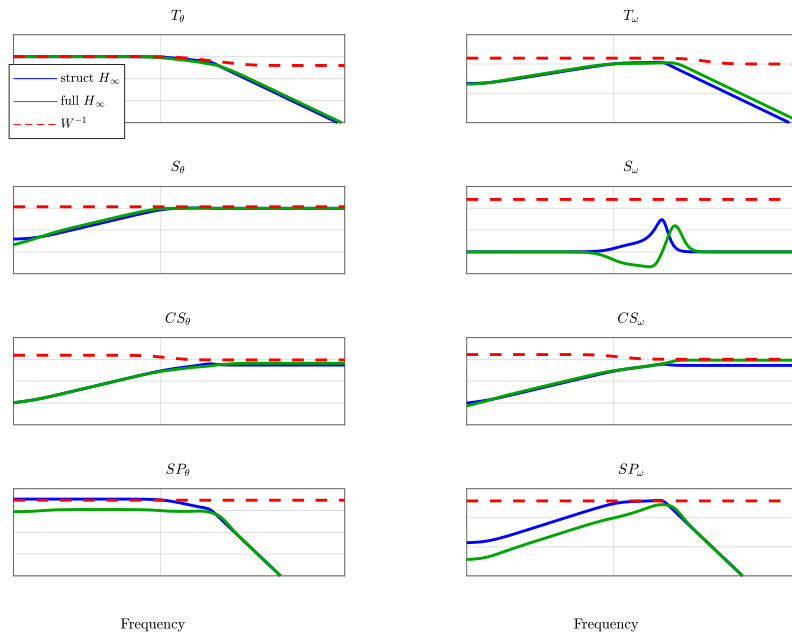 T_θ
T_ω
struct H_∞
full H_∞
W^{-1}
S_θ
S_ω
CS_θ
CS_ω
SP_θ
SP_ω
Frequency
Frequency